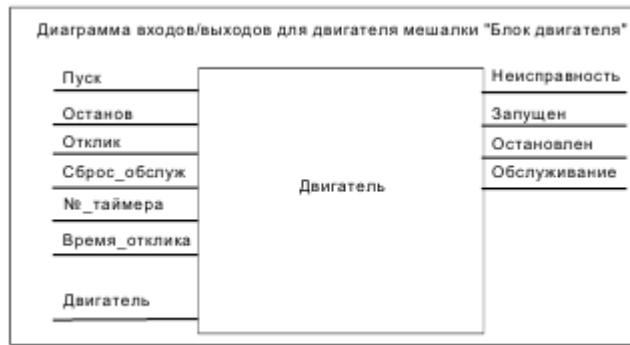 Диаграмма входов/выходов для двигателя мешалки "Блок двигателя"
Пуск
Останов
Отклик
Сброс_обслуж
№_таймера
Время_отклика
Двигатель
Двигатель
Неисправность
Запущен
Остановлен
Обслуживание